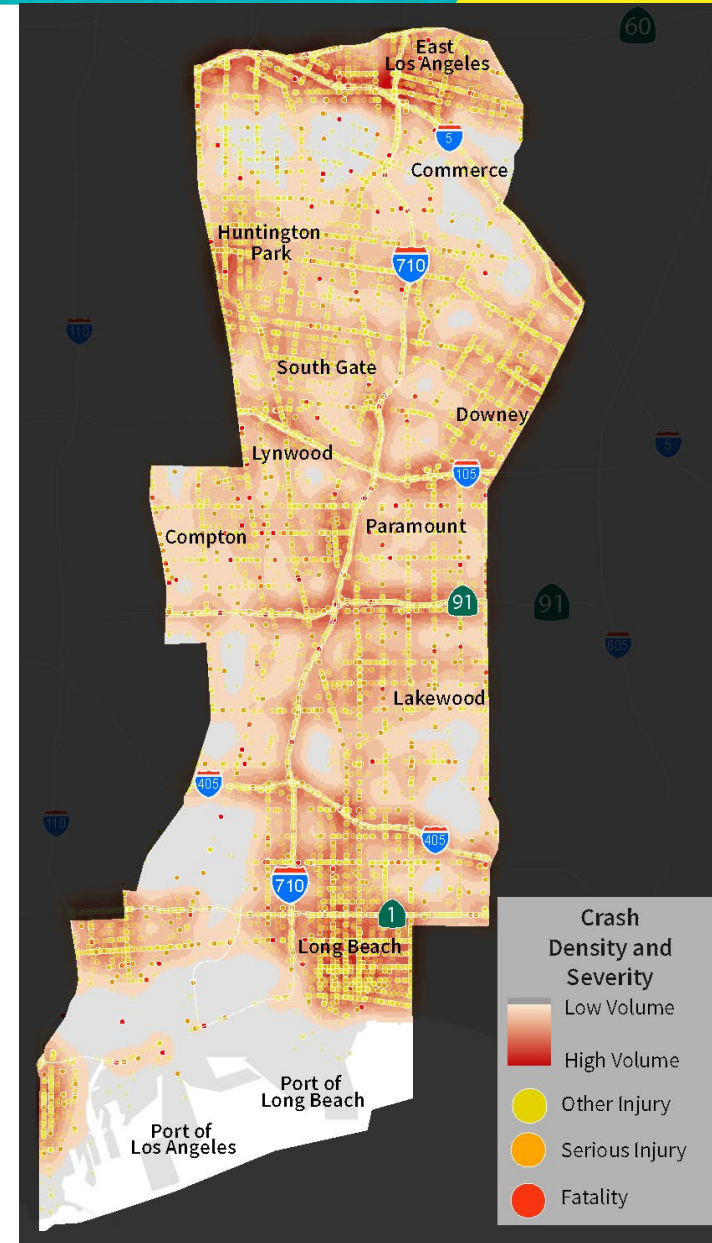 60
East
Los Angeles
5
Commerce
Huntington
Park
710
110
South Gate
Downey
5
Lynwood
105
Compton
Paramount
91
91
605
Lakewood
405
110
405
710
1
Long Beach
Port of
Long Beach
Port of
Los Angeles
Crash
Density and
Severity
Low Volume
High Volume
Other Injury
Serious Injury
Fatality